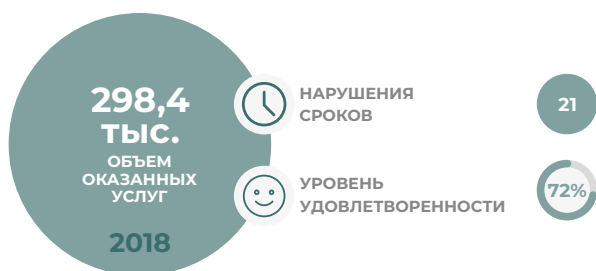 298,4
ТЫС.
ОБЪЕМ
ОКАЗАННЫХ
УСЛУГ
2018
НАРУШЕНИЯ
СРОКОВ
21
УРОВЕНЬ
УДОВЛЕТВОРЕННОСТИ
72%